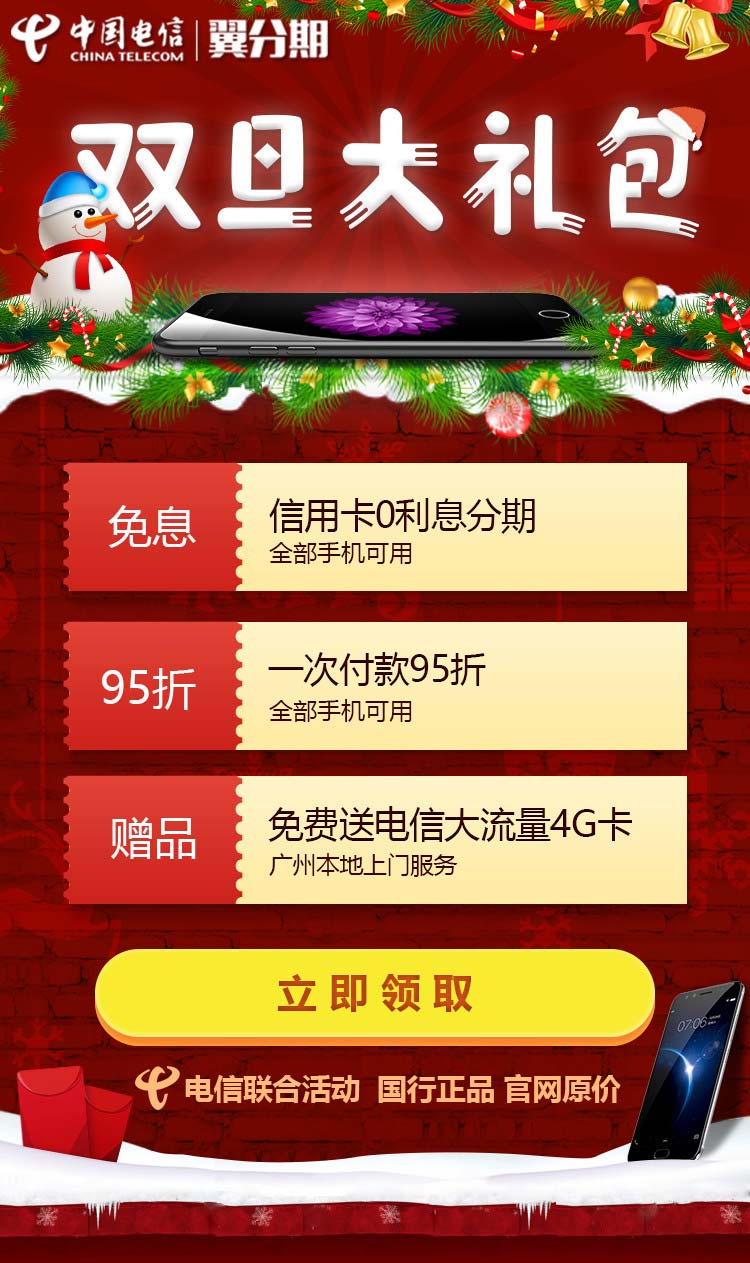 中国电信 翼分期
CHINA TELECOM
双旦大礼包
免息
信用卡0利息分期
全部手机可用
95折
一次付款95折
全部手机可用
赠品
免费送电信大流量4G卡
广州本地上门服务
立即领取
电信联合活动 国行正品 官网原价
07:06